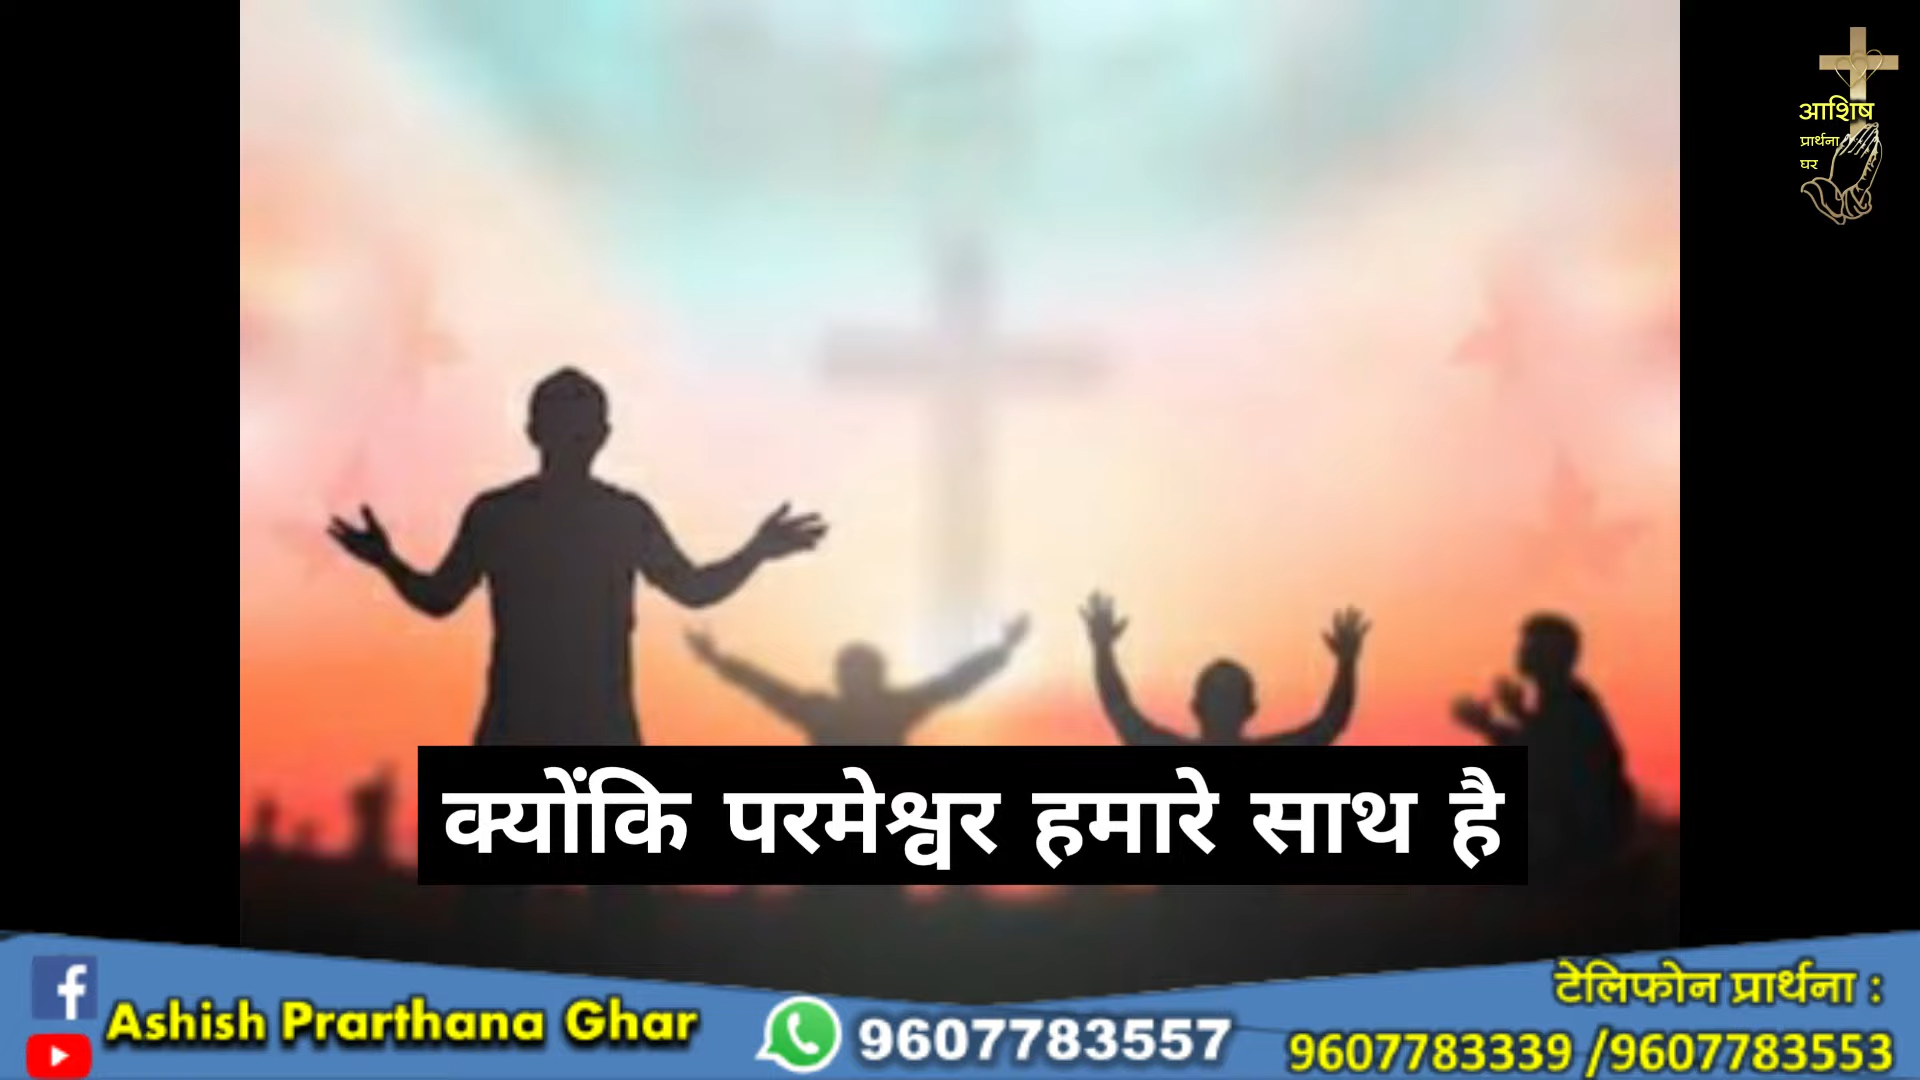 आशिष
प्रार्थना
घर
क्योंकि परमेश्वर हमारे साथ है
Ashish Prarthana Ghar
9607783557
टेलिफोन प्रार्थना :
9607783339 /9607783553